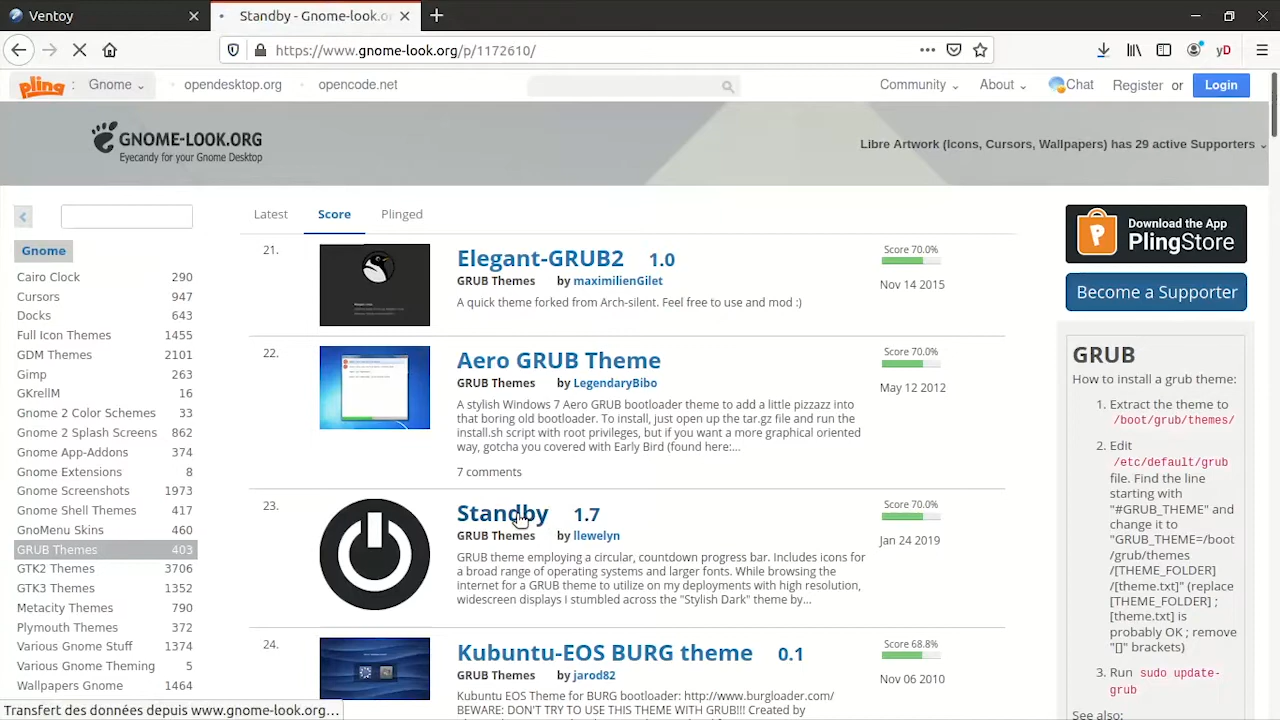 Ventoy
Standby - Gnome-look.o
https://www.gnome-look.org/p/1172610/
yD
pling : Gnome opendesktop.org opencode.net Community About Chat Register or Login
GNOME-LOOK.ORG
Eyecandy for your Gnome Desktop
Libre Artwork (Icons, Cursors, Wallpapers) has 29 active Supporters
Gnome
Cairo Clock 290
Cursors 947
Docks 643
Full Icon Themes 1455
GDM Themes 2101
Gimp 263
GKrellM 16
Gnome 2 Color Schemes 33
Gnome 2 Splash Screens 862
Gnome App-Addons 374
Gnome Extensions 8
Gnome Screenshots 1973
Gnome Shell Themes 417
GnoMenu Skins 460
GRUB Themes 403
GTK2 Themes 3706
GTK3 Themes 1352
Metacity Themes 790
Plymouth Themes 372
Various Gnome Stuff 1374
Various Gnome Theming 5
Wallpapers Gnome 1464
Transfert des données depuis www.gnome-look.org...
Latest Score Plinged
21.
Elegant-GRUB2 1.0
GRUB Themes by maximilienGilet
A quick theme forked from Arch-silent. Feel free to use and mod :)
Score 70.0%
Nov 14 2015
22.
Aero GRUB Theme
GRUB Themes by LegendaryBibo
A stylish Windows 7 Aero GRUB bootloader theme to add a little pizzazz into
that boring old bootloader. To install, just open up the tar.gz file and run the
install.sh script with root privileges, but if you want a more graphical oriented
way, gotcha you covered with Early Bird (found here:...
7 comments
Score 70.0%
May 12 2012
23.
Standby 1.7
GRUB Themes by llewelyn
GRUB theme employing a circular, countdown progress bar. Includes icons for
a broad range of operating systems and larger fonts. While browsing the
internet for a GRUB theme to utilize on my deployments with high resolution,
widescreen displays I stumbled across the "Stylish Dark" theme by...
Score 70.0%
Jan 24 2019
24.
Kubuntu-EOS BURG theme 0.1
GRUB Themes by jarod82
Kubuntu EOS Theme for BURG bootloader: http://www.burgloader.com/
BEWARE: DON'T TRY TO USE THIS THEME WITH GRUB!!! Created by
Score 68.8%
Nov 06 2010
Download the App
PlingStore
Become a Supporter
GRUB
How to install a grub theme:
1. Extract the theme to
/boot/grub/themes/
2. Edit
/etc/default/grub
file. Find the line
starting with
"#GRUB_THEME" and
change it to
"GRUB_THEME=/boot
/grub/themes
/[THEME_FOLDER]
/[theme.txt]" (replace
[THEME_FOLDER] ;
[theme.txt] is
probably OK ; remove
"[]" brackets)
3. Run sudo update-
grub
See also: